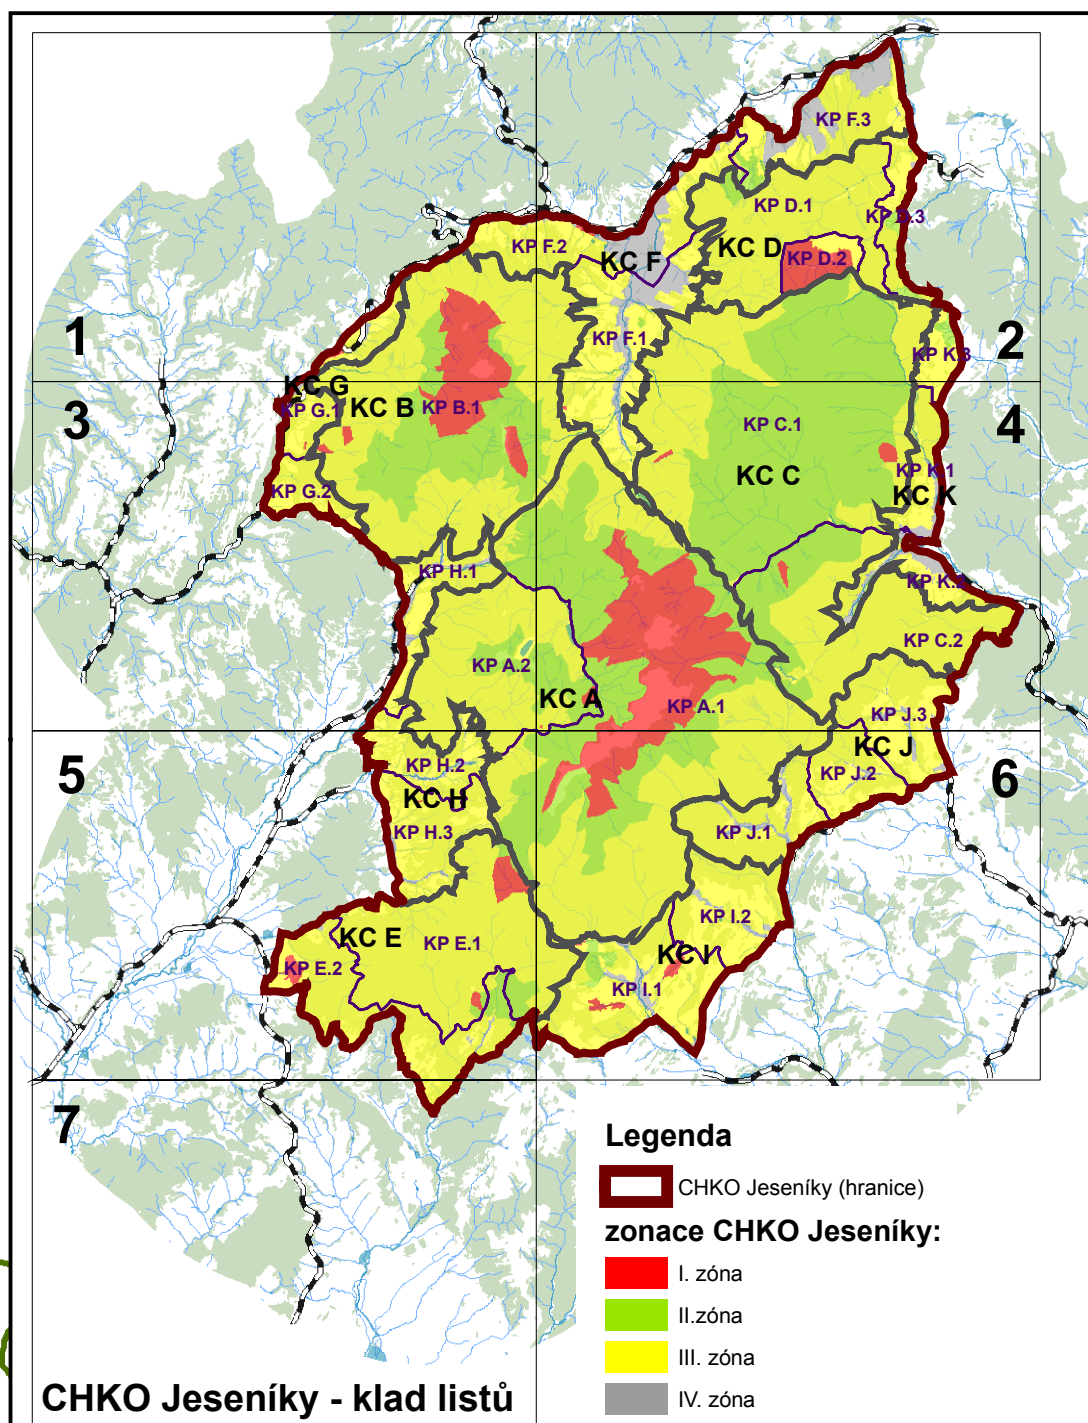 KP F.3
KP D.1
KP D.3
KP F.2
KC F
KC D
KP D.2
1
KP F.1
KP K.3
2
KC G
KP G.1
KC B
KP B.1
3
KP C.1
4
KC C
KP K.1
KC K
KP G.2
KP H.1
KP K.2
KP C.2
KP A.2
KC A
KP A.1
KP J.3
KC J
5
KP H.2
KP J.2
6
KC H
KP H.3
KP J.1
KP I.2
KC E
KP E.1
KC I
KP E.2
KP I.1
7
Legenda
CHKO Jeseníky (hranice)
zonace CHKO Jeseníky:
I. zóna
II.zóna
III. zóna
IV. zóna
CHKO Jeseníky - klad listů